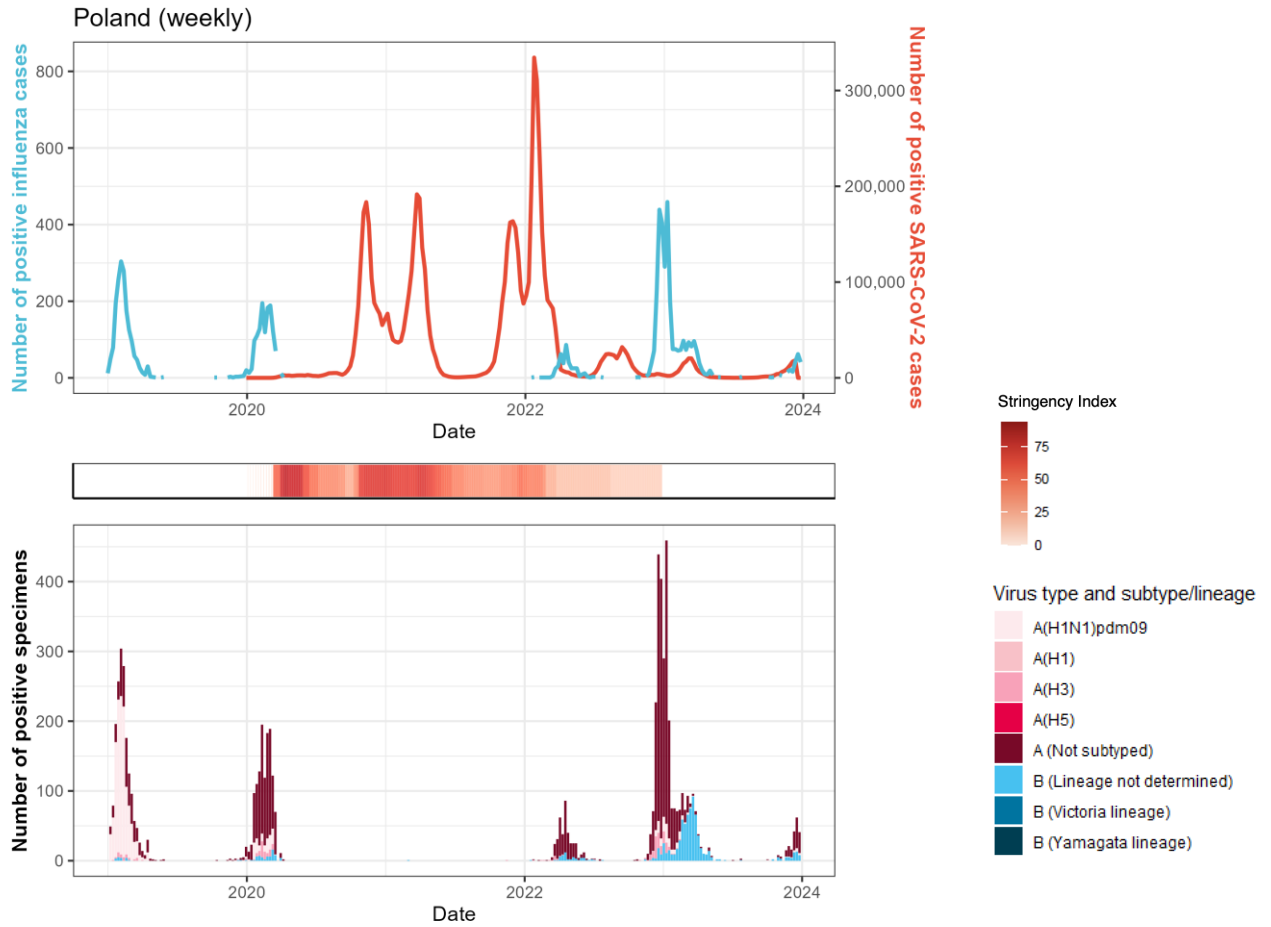 Poland (weekly)
Number of positive influenza cases
800
600
400
200
0
300,000
200,000
100,000
0
Number of positive SARS-CoV-2 cases
2020
2022
2024
Date
Stringency Index
75
50
25
0
Number of positive specimens
400
300
200
100
0
2020
2022
2024
Date
Virus type and subtype/lineage
A(H1N1)pdm09
A(H1)
A(H3)
A(H5)
A (Not subtyped)
B (Lineage not determined)
B (Victoria lineage)
B (Yamagata lineage)